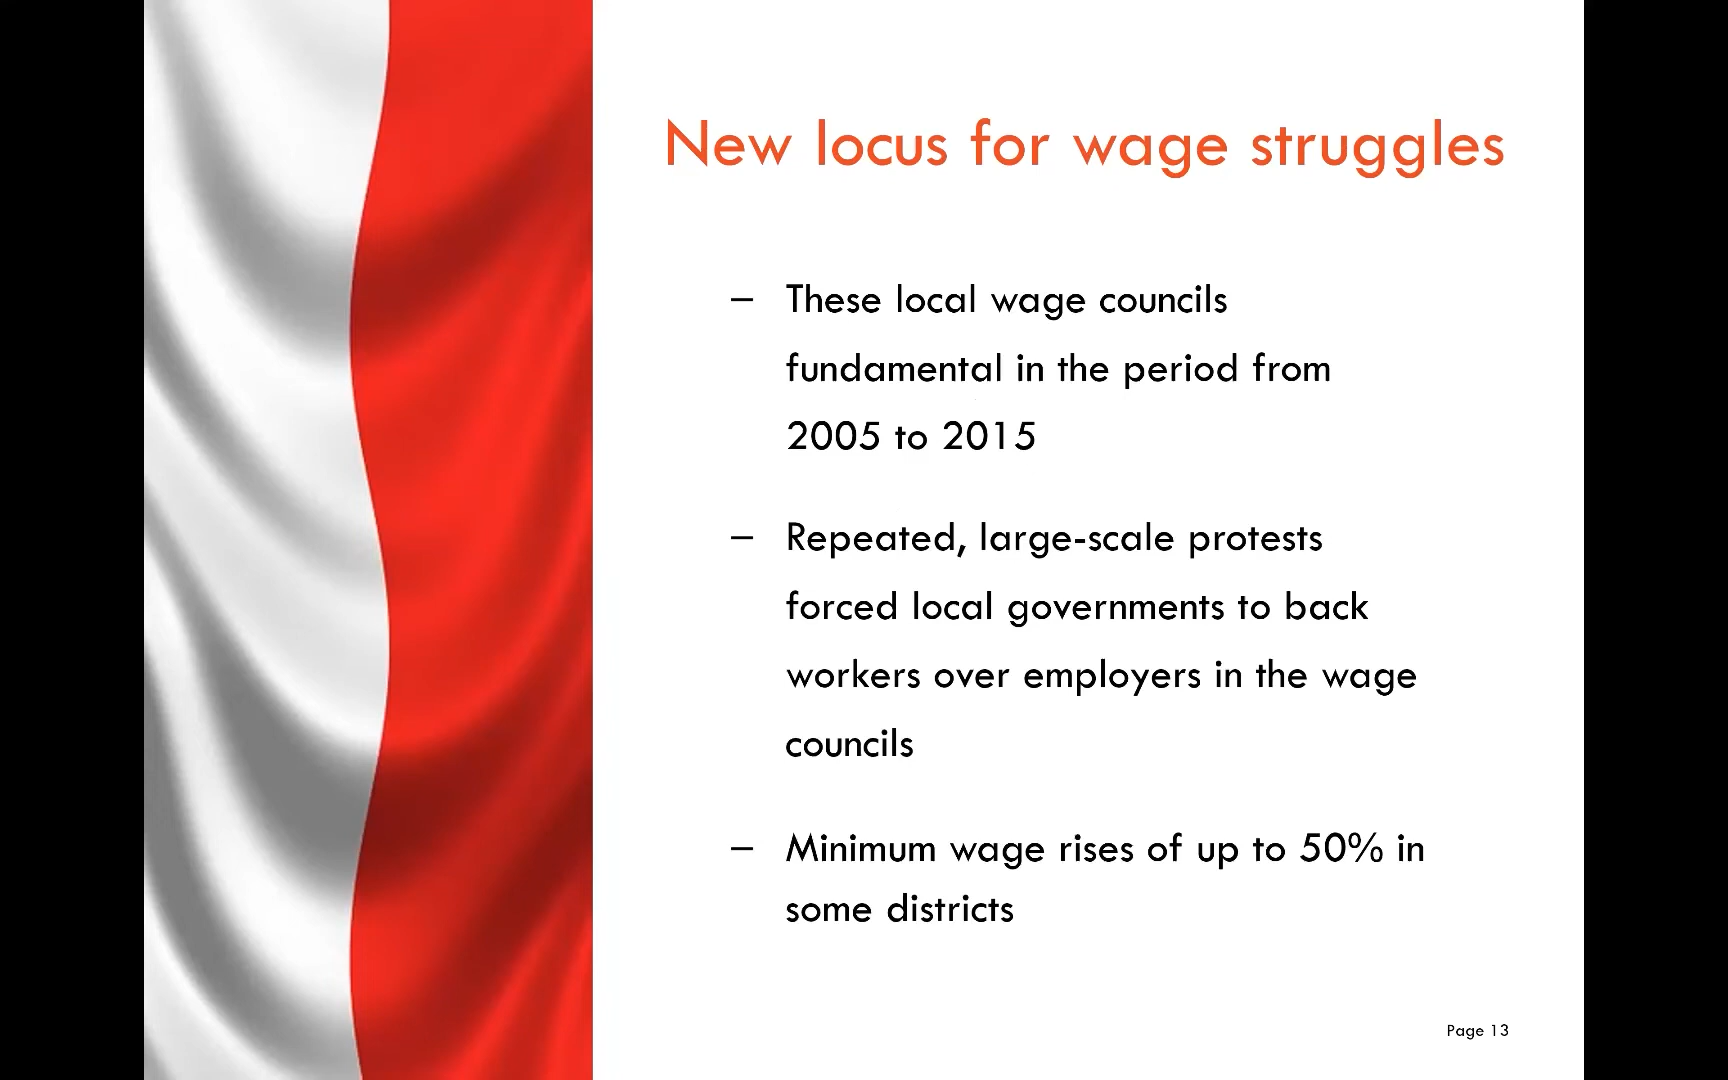 New locus for wage struggles
– These local wage councils
fundamental in the period from
2005 to 2015
– Repeated, large-scale protests
forced local governments to back
workers over employers in the wage
councils
– Minimum wage rises of up to 50% in
some districts
Page 13